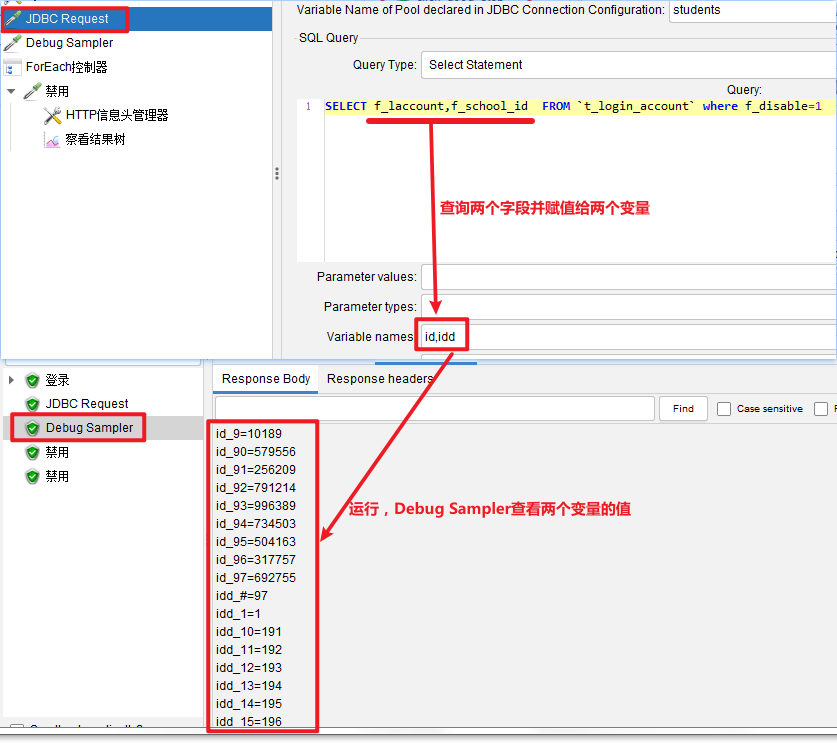 JDBC Request
Debug Sampler
ForEach控制器
禁用
HTTP信息头管理器
察看结果树
Variable Name of Pool declared in JDBC Connection Configuration: students
SQL Query
Query Type: Select Statement
Query:
1 SELECT f_laccount,f_school_id FROM `t_login_account` where f_disable=1
查询两个字段并赋值给两个变量
Parameter values:
Parameter types:
Variable names: id,idd
登录
JDBC Request
Debug Sampler
禁用
禁用
Response Body Response headers
Find Case sensitive
id_9=10189
id_90=579556
id_91=256209
id_92=791214
id_93=996389
id_94=734503
id_95=504163
id_96=317757
id_97=692755
idd_#=97
idd_1=1
idd_10=191
idd_11=192
idd_12=193
idd_13=194
idd_14=195
idd_15=196
运行，Debug Sampler查看两个变量的值